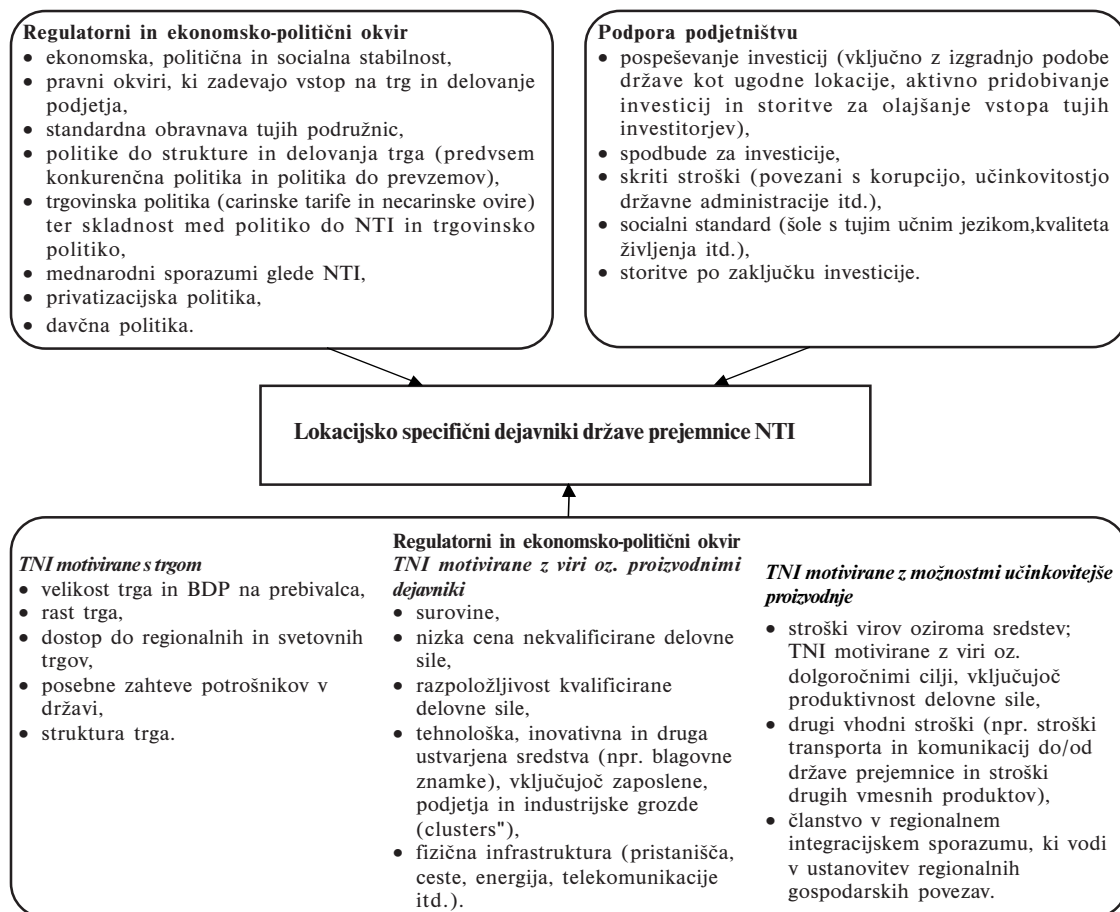 Regulatorni in ekonomsko-politični okvir
• ekonomska, politična in socialna stabilnost,
• pravni okviri, ki zadevajo vstop na trg in delovanje
podjetja,
• standardna obravnava tujih podružnic,
• politike do strukture in delovanja trga (predvsem
konkurenčna politika in politika do prevzemov),
• trgovinska politika (carinske tarife in necarinske ovire)
ter skladnost med politiko do NTI in trgovinsko
politiko,
• mednarodni sporazumi glede NTI,
• privatizacijska politika,
• davčna politika.
Podpora podjetništvu
• pospeševanje investicij (vključno z izgradnjo podobe
države kot ugodne lokacije, aktivno pridobivanje
investicij in storitve za olajšanje vstopa tujih
investitorjev),
• spodbude za investicije,
• skriti stroški (povezani s korupcijo, učinkovitostjo
državne administracije itd.),
• socialni standard (šole s tujim učnim jezikom,kvaliteta
življenja itd.),
• storitve po zaključku investicije.
Lokacijsko specifični dejavniki države prejemnice NTI
TNI motivirane s trgom
• velikost trga in BDP na prebivalca,
• rast trga,
• dostop do regionalnih in svetovnih
trgov,
• posebne zahteve potrošnikov v
državi,
• struktura trga.
Regulatorni in ekonomsko-politični okvir
TNI motivirane z viri oz. proizvodnimi
dejavniki
• surovine,
• nizka cena nekvalificirane delovne
sile,
• razpoložljivost kvalificirane
delovne sile,
• tehnološka, inovativna in druga
ustvarjena sredstva (npr. blagovne
znamke), vključujoč zaposlene,
podjetja in industrijske grozde
(clusters"),
• fizična infrastruktura (pristanišča,
ceste, energija, telekomunikacije
itd.).
TNI motivirane z možnostmi učinkovitejše
proizvodnje
• stroški virov oziroma sredstev;
TNI motivirane z viri oz.
dolgoročnimi cilji, vključujoč
produktivnost delovne sile,
• drugi vhodni stroški (npr. stroški
transporta in komunikacij do/od
države prejemnice in stroški
drugih vmesnih produktov),
• članstvo v regionalnem
integracijskem sporazumu, ki vodi
v ustanovitev regionalnih
gospodarskih povezav.